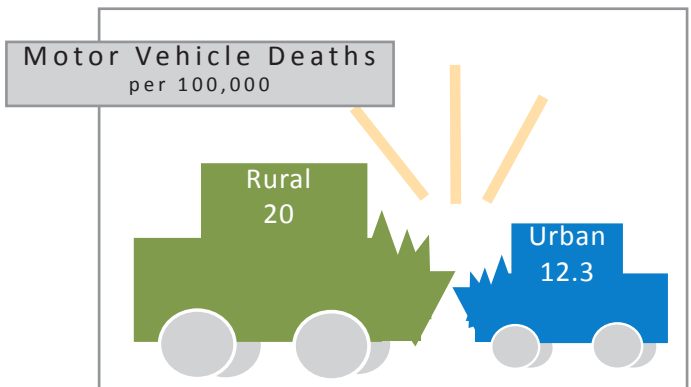 Motor Vehicle Deaths
per 100,000
Rural
20
Urban
12.3